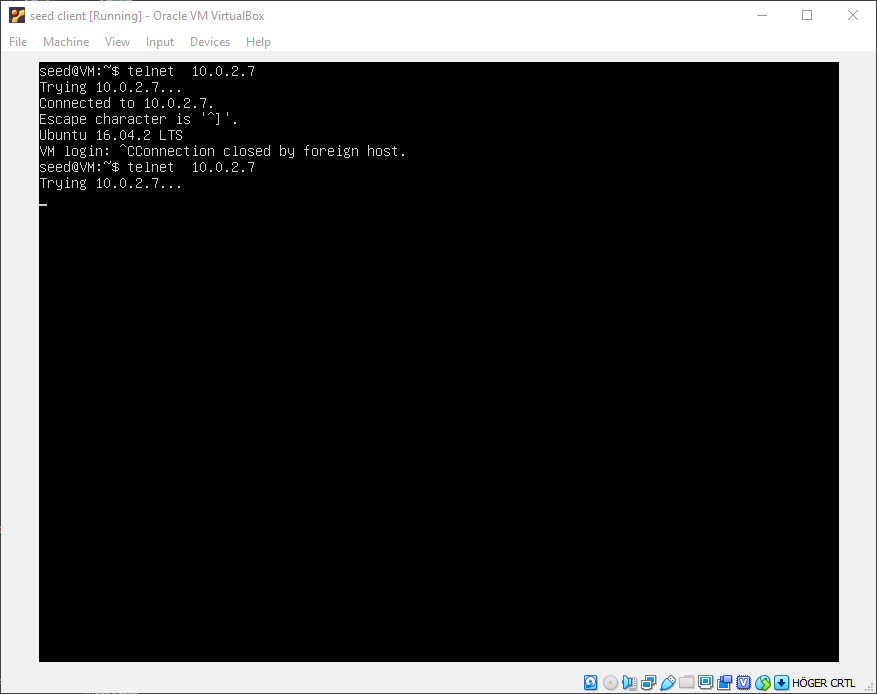 seed client [Running] - Oracle VM VirtualBox
File Machine View Input Devices Help
seed@VM:~$ telnet  10.0.2.7
Trying 10.0.2.7...
Connected to 10.0.2.7.
Escape character is '^]'.
Ubuntu 16.04.2 LTS
VM login: ^CConnection closed by foreign host.
seed@VM:~$ telnet  10.0.2.7
Trying 10.0.2.7...
HÖGER CRTL